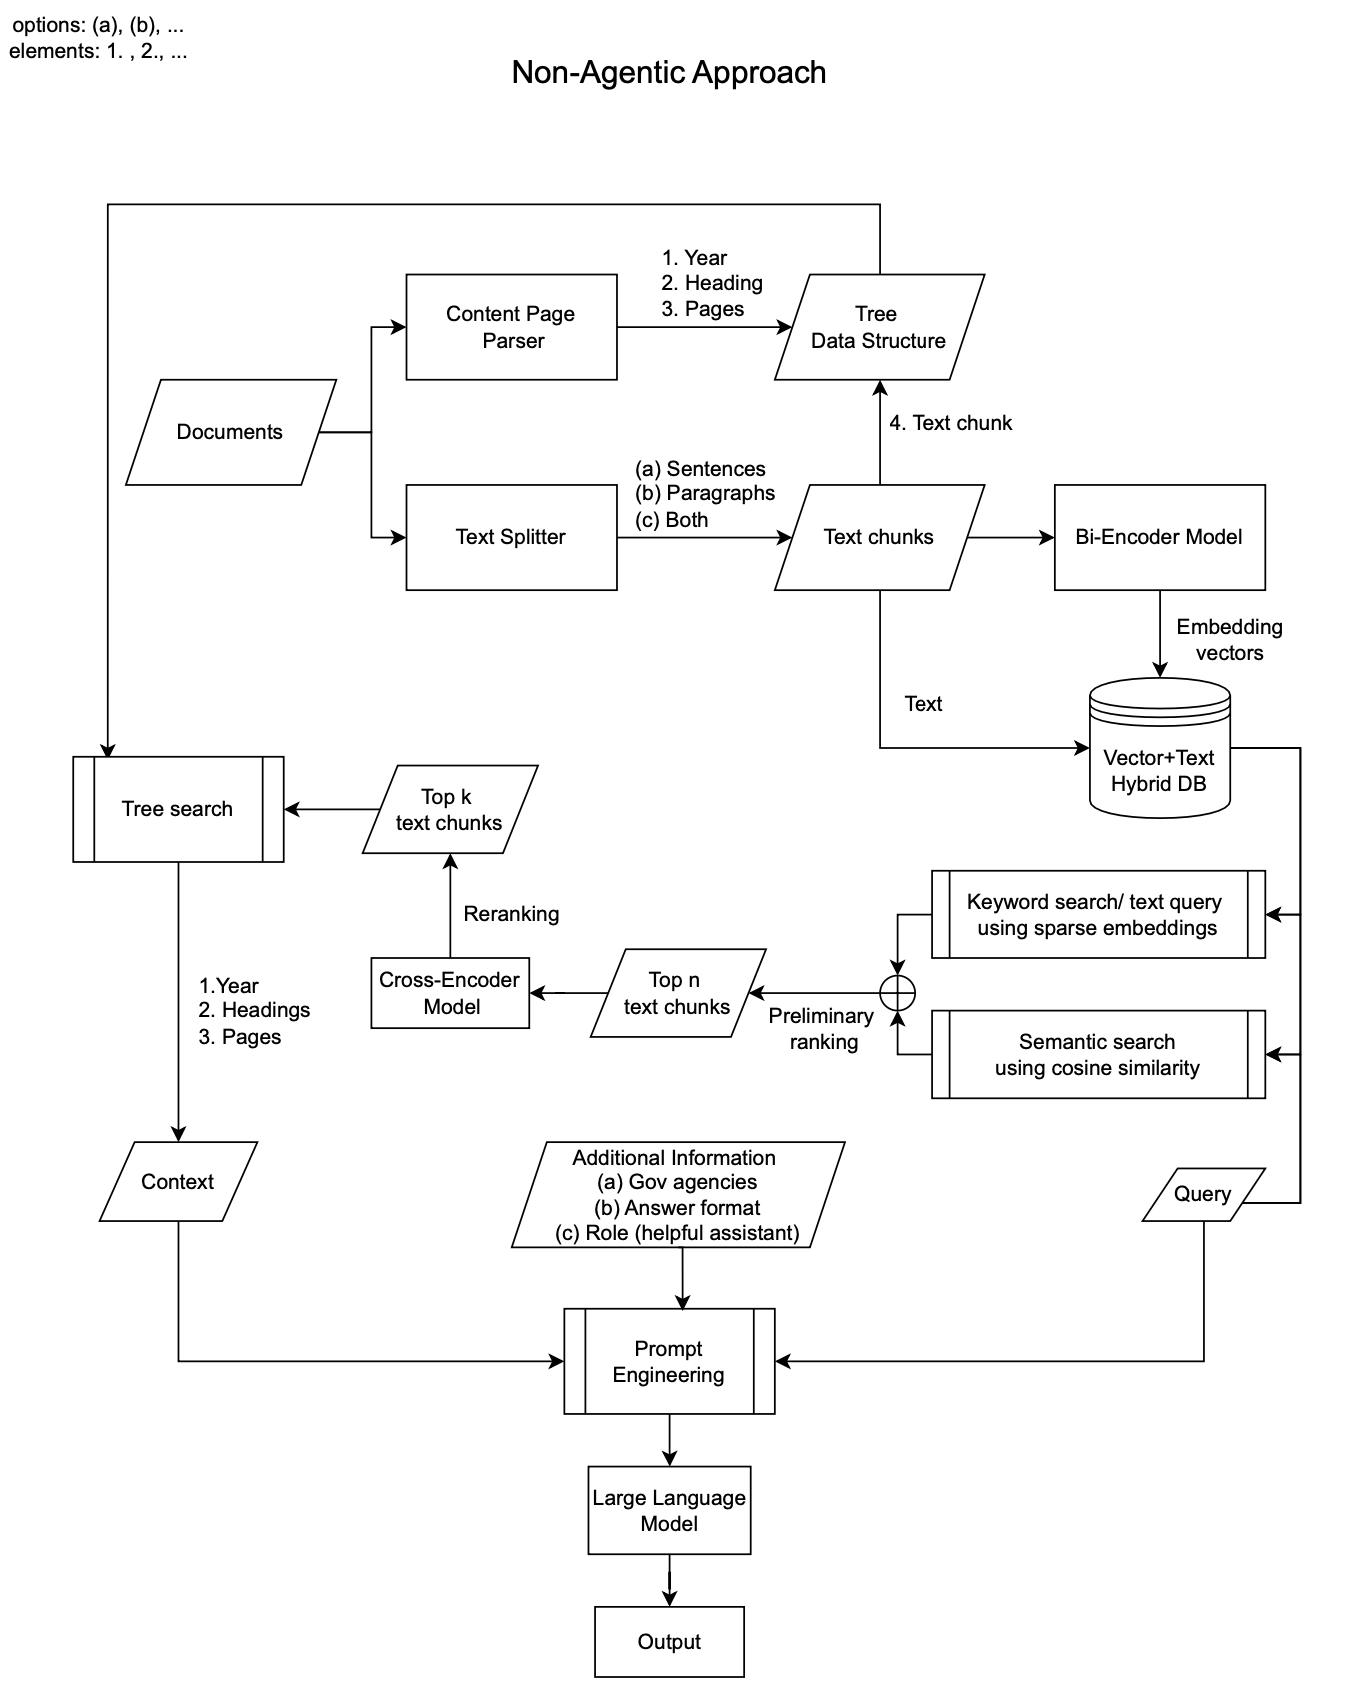 options: (a), (b), ...
elements: 1. , 2., ...
Non-Agentic Approach
1. Year
2. Heading
3. Pages
Content Page
Parser
Tree
Data Structure
Documents
4. Text chunk
(a) Sentences
(b) Paragraphs
(c) Both
Text Splitter
Text chunks
Bi-Encoder Model
Embedding
vectors
Text
Vector+Text
Hybrid DB
Tree search
Top k
text chunks
Keyword search/ text query
using sparse embeddings
Reranking
Cross-Encoder
Model
Top n
text chunks
Preliminary
ranking
1.Year
2. Headings
3. Pages
Semantic search
using cosine similarity
Context
Additional Information
(a) Gov agencies
(b) Answer format
(c) Role (helpful assistant)
Query
Prompt
Engineering
Large Language
Model
Output